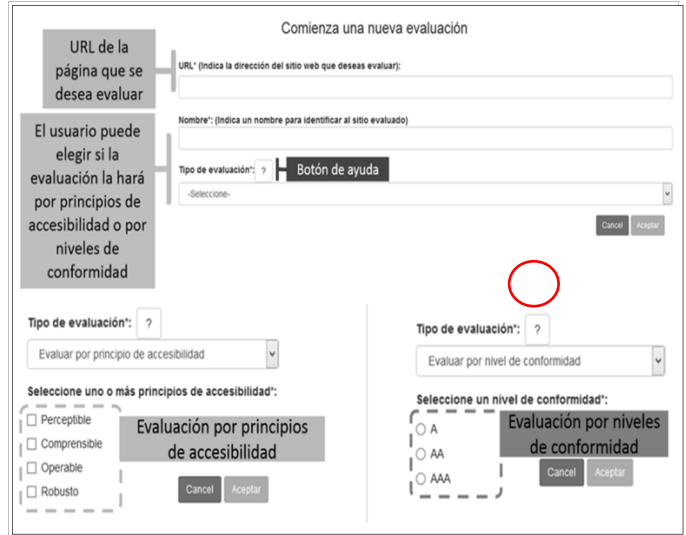 Comienza una nueva evaluación
URL de la
página que se
desea evaluar
URL* (Indica la dirección del sitio web que deseas evaluar):
El usuario puede
elegir si la
evaluación la hará
por principios de
accesibilidad o por
niveles de
conformidad
Nombre*: (Indica un nombre para identificar al sitio evaluado)
Tipo de evaluación*: ? Botón de ayuda
-Seleccione-
Cancel Aceptar
Tipo de evaluación*: ?
Evaluar por principio de accesibilidad
Seleccione uno o más principios de accesibilidad*:
Perceptible
Comprensible
Operable
Robusto
Evaluación por principios
de accesibilidad
Cancel Aceptar
Tipo de evaluación*: ?
Evaluar por nivel de conformidad
Seleccione un nivel de conformidad*:
A
AA
AAA
Evaluación por niveles
de conformidad
Cancel Aceptar